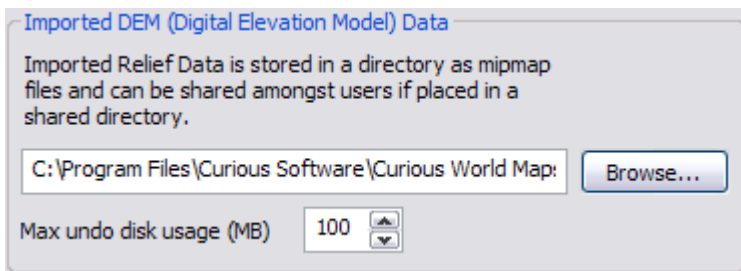 Imported DEM (Digital Elevation Model) Data
Imported Relief Data is stored in a directory as mipmap
files and can be shared amongst users if placed in a
shared directory.
C:\Program Files\Curious Software\Curious World Map: Browse...
Max undo disk usage (MB) 100